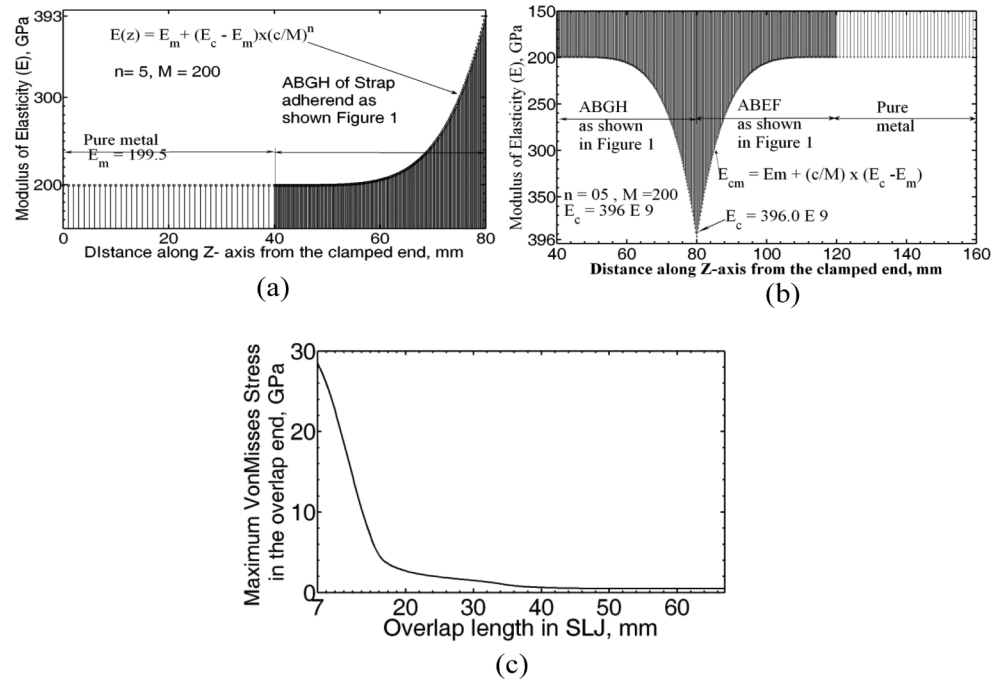 (a)
Modulus of Elasticity (E), GPa
393
300
200
150
E(z) = Em + (Ec - Em)x(c/M)^n
n= 5, M = 200
ABGH of Strap
adherend as
shown Figure 1
Pure metal
Em = 199.5
0 20 40 60 80
DIstance along Z- axis from the clamped end, mm
(a)
(b)
Modulus of Elasticity (E), GPa
150
200
250
300
350
396
ABGH
as shown
in Figure 1
ABEF
as shown
in Figure 1
Pure
metal
Ecm = Em + (c/M) x (Ec -Em)
n = 05 , M =200
Ec = 396 E 9
Ec = 396.0 E 9
40 60 80 100 120 140 160
Distance along Z-axis from the clamped end, mm
(b)
Maximum VonMisses Stress
in the overlap end, GPa
30
20
10
0
7 20 30 40 50 60
Overlap length in SLJ, mm
(c)